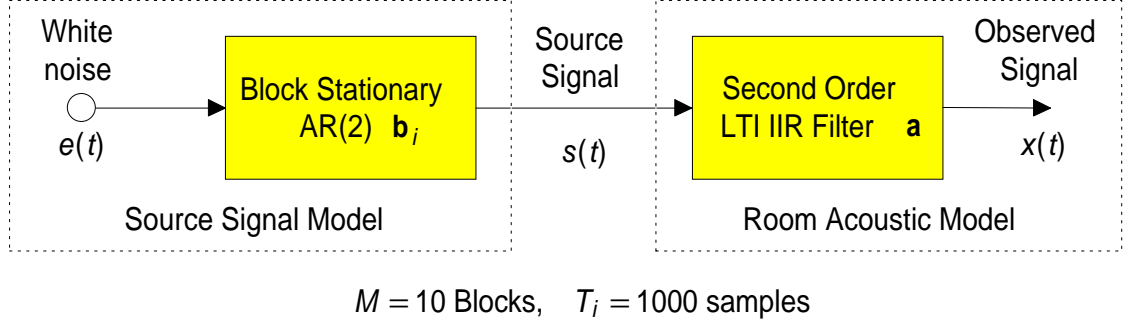 White
noise
e(t)
Block Stationary
AR(2) b_i
Source
Signal
s(t)
Second Order
LTI IIR Filter a
Observed
Signal
x(t)
Source Signal Model
Room Acoustic Model
M = 10 Blocks, T_i = 1000 samples